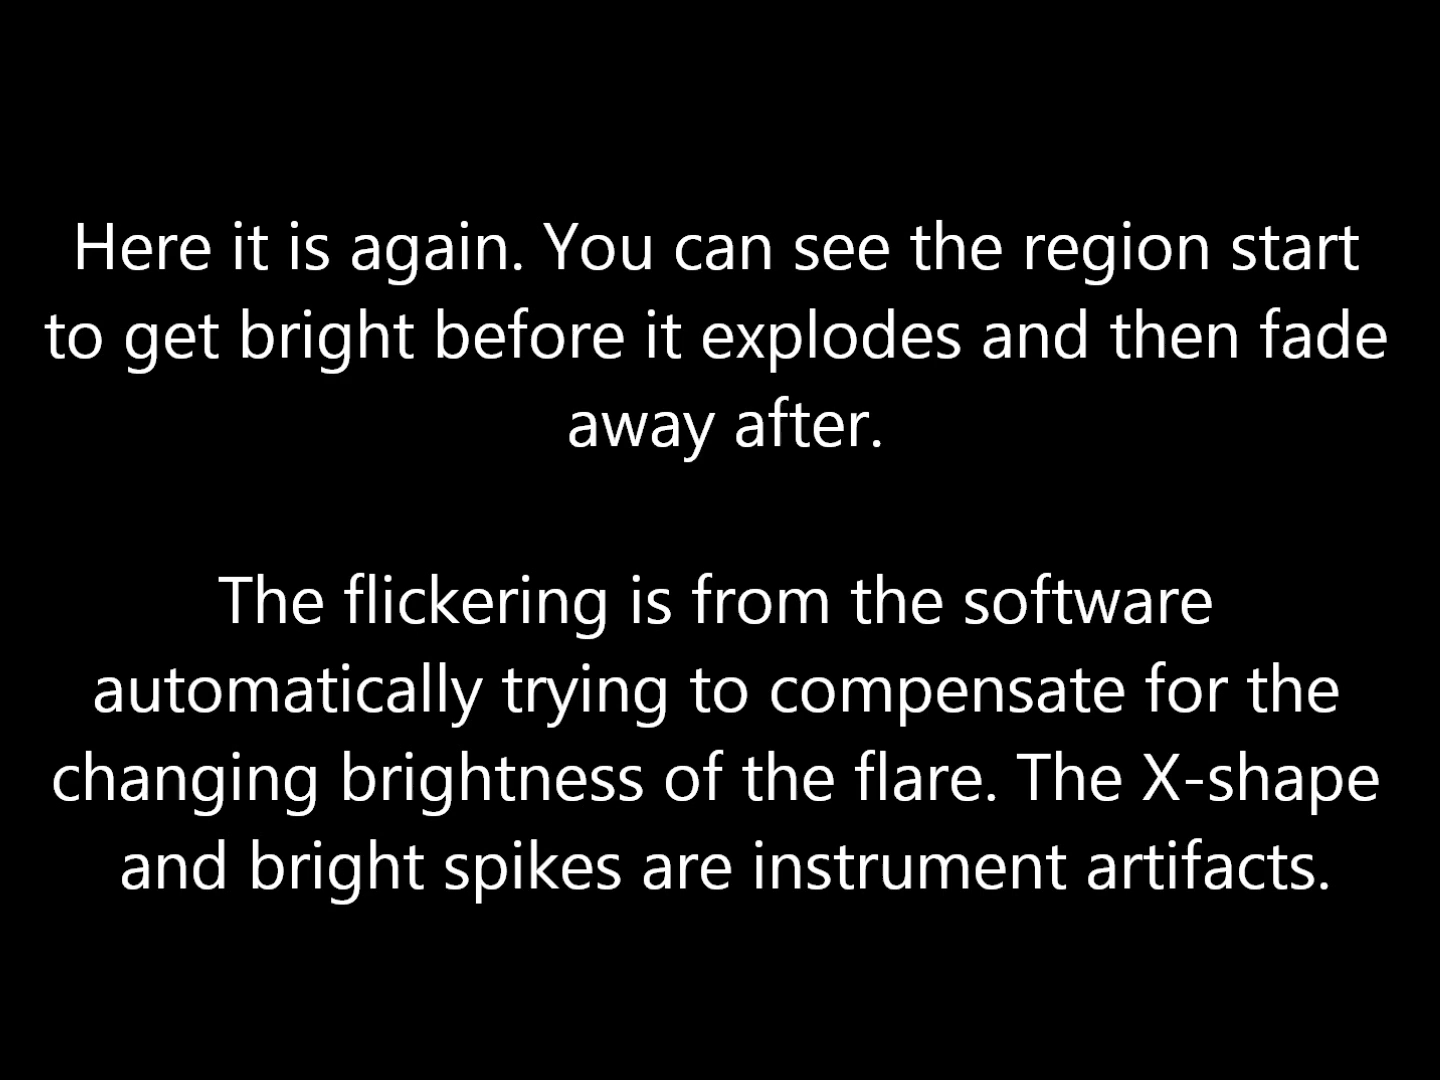 Here it is again. You can see the region start
to get bright before it explodes and then fade
away after.
The flickering is from the software
automatically trying to compensate for the
changing brightness of the flare. The X-shape
and bright spikes are instrument artifacts.